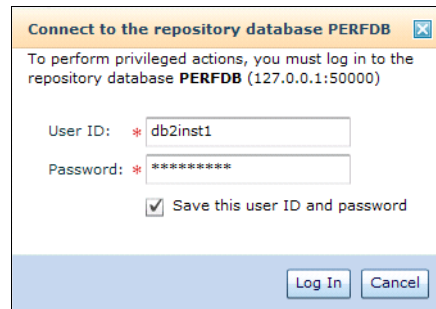 Connect to the repository database PERFDB
To perform privileged actions, you must log in to the
repository database PERFDB (127.0.0.1:50000)
User ID: * db2inst1
Password: * *********
Save this user ID and password
Log In Cancel